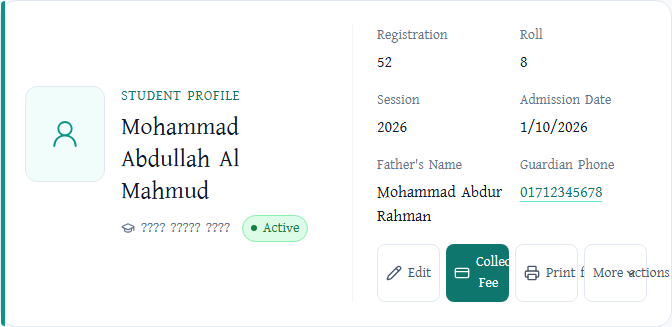 STUDENT PROFILE
Mohammad
Abdullah Al
Mahmud
???? ????? ????
Active
Registration
Roll
52
8
Session
Admission Date
2026
1/10/2026
Father's Name
Guardian Phone
Mohammad Abdur
Rahman
01712345678
Edit
Collec
Fee
Print f
More actions